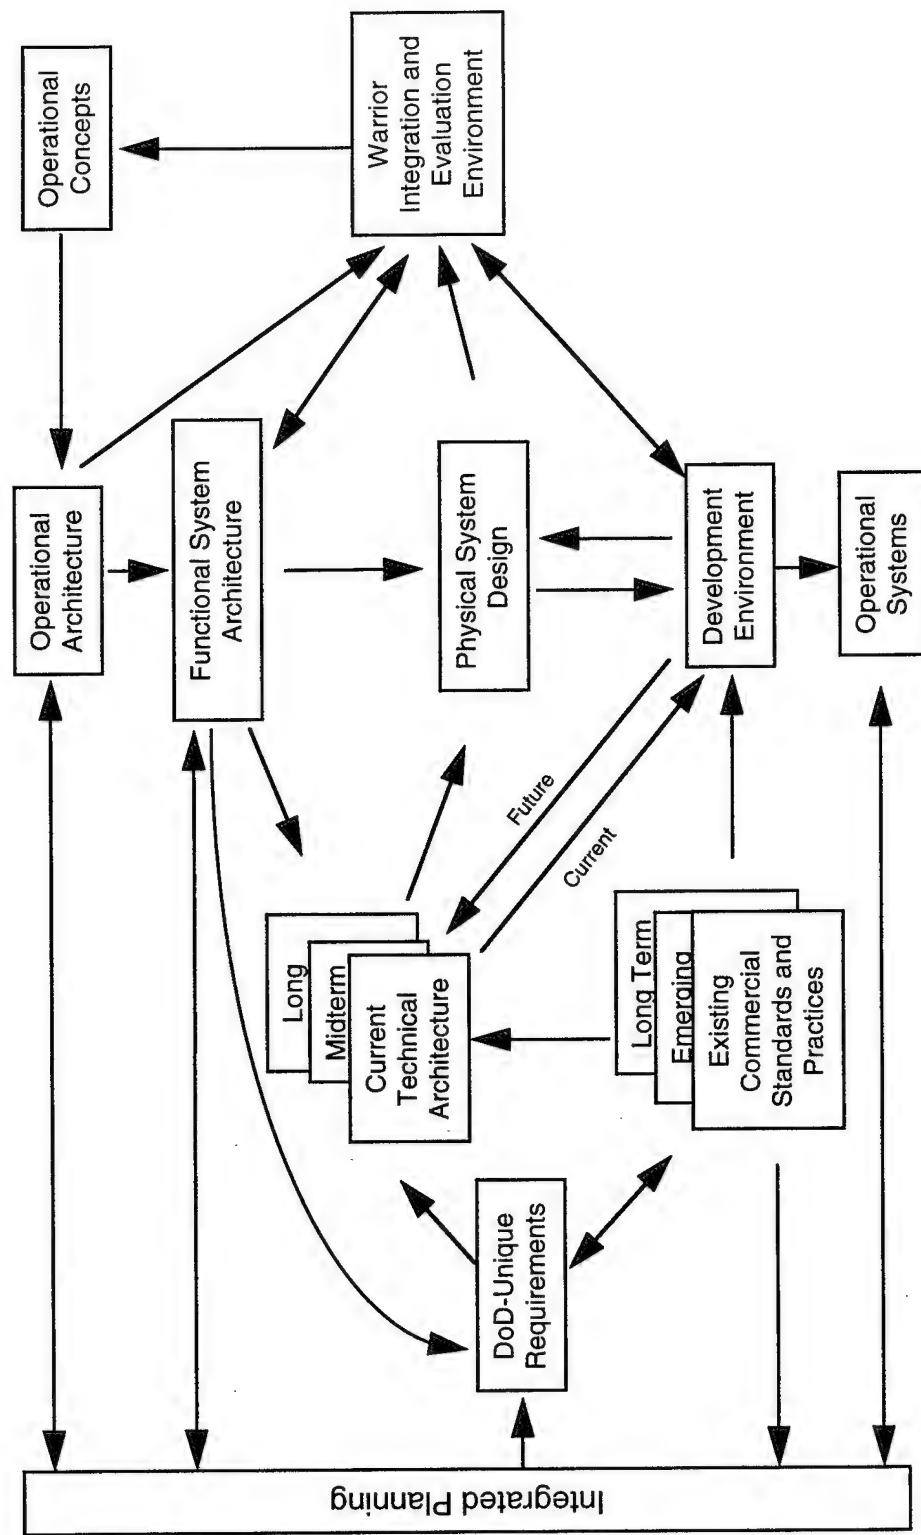 Operational
Concepts
Warrior
Integration and
Evaluation
Environment
Operational
Architecture
Functional System
Architecture
Physical System
Design
Development
Environment
Operational
Systems
Future
Current
Long
Midterm
Current
Technical
Architecture
Long Term
Emerging
Existing
Commercial
Standards and
Practices
DoD-Unique
Requirements
Integrated Planning